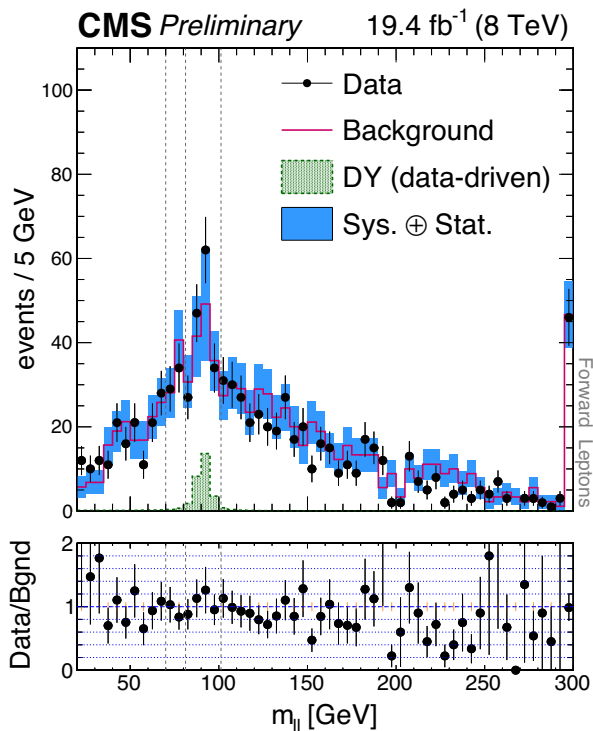 CMS Preliminary 19.4 fb⁻¹ (8 TeV)
events / 5 GeV
100
80
60
40
20
0
Data
Background
DY (data-driven)
Sys. ⊕ Stat.
Forward Leptons
Data/Bgnd
2
1
0
50 100 150 200 250 300
m_ll [GeV]